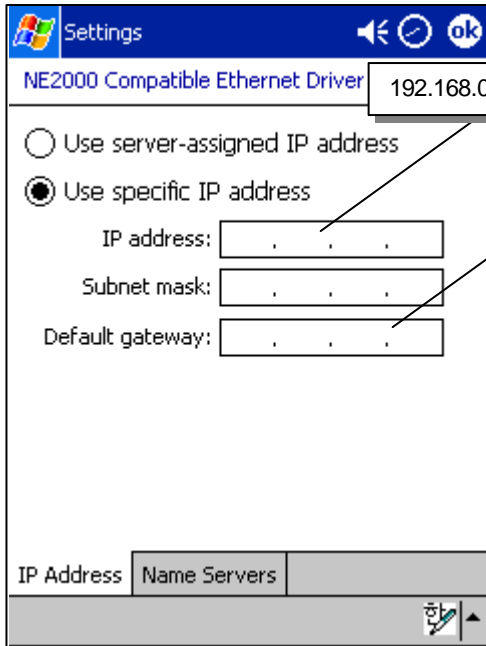 Settings
ok
NE2000 Compatible Ethernet Driver
192.168.0
Use server-assigned IP address
Use specific IP address
IP address: . . .
Subnet mask: . . .
Default gateway: . . .
IP Address Name Servers
한